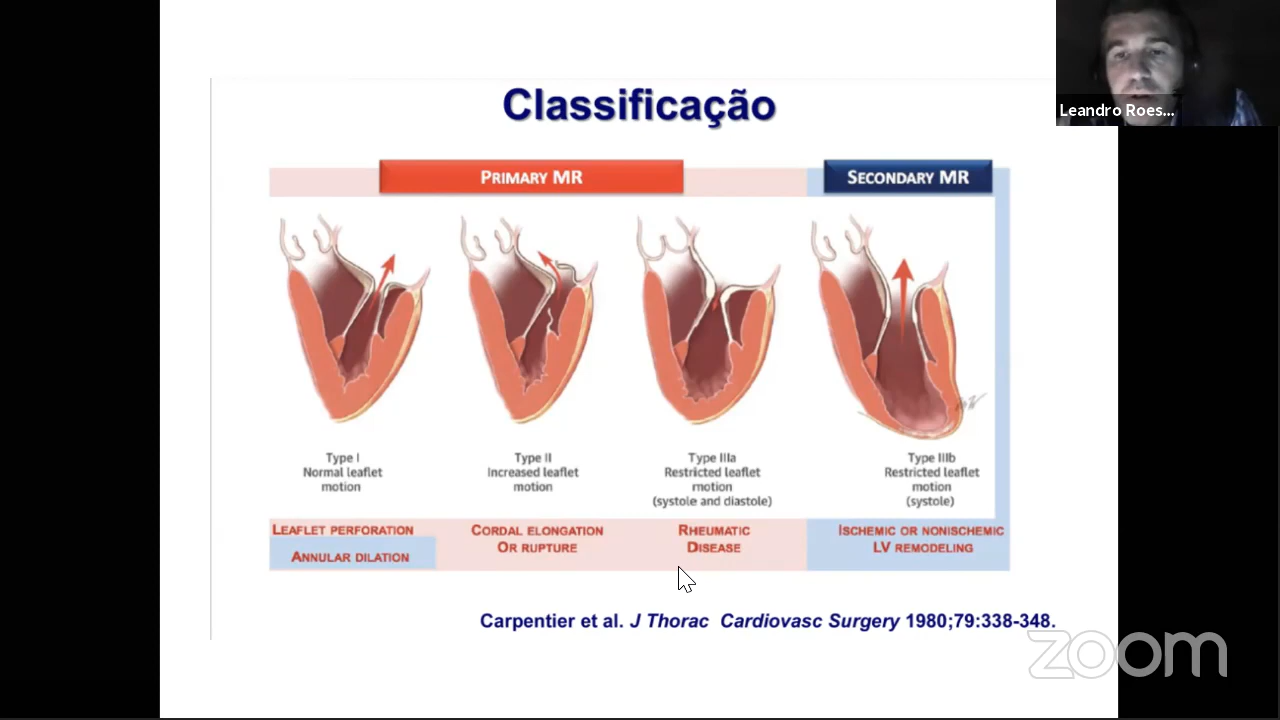 Leandro Roes...
Classificação
PRIMARY MR
SECONDARY MR
Type I
Normal leaflet
motion
Type II
Increased leaflet
motion
Type IIIa
Restricted leaflet
motion
(systole and diastole)
Type IIIb
Restricted leaflet
motion
(systole)
LEAFLET PERFORATION
ANNULAR DILATION
CORDAL ELONGATION
OR RUPTURE
RHEUMATIC
DISEASE
ISCHEMIC OR NONISCHEMIC
LV REMODELING
Carpentier et al. J Thorac Cardiovasc Surgery 1980;79:338-348.
zoom